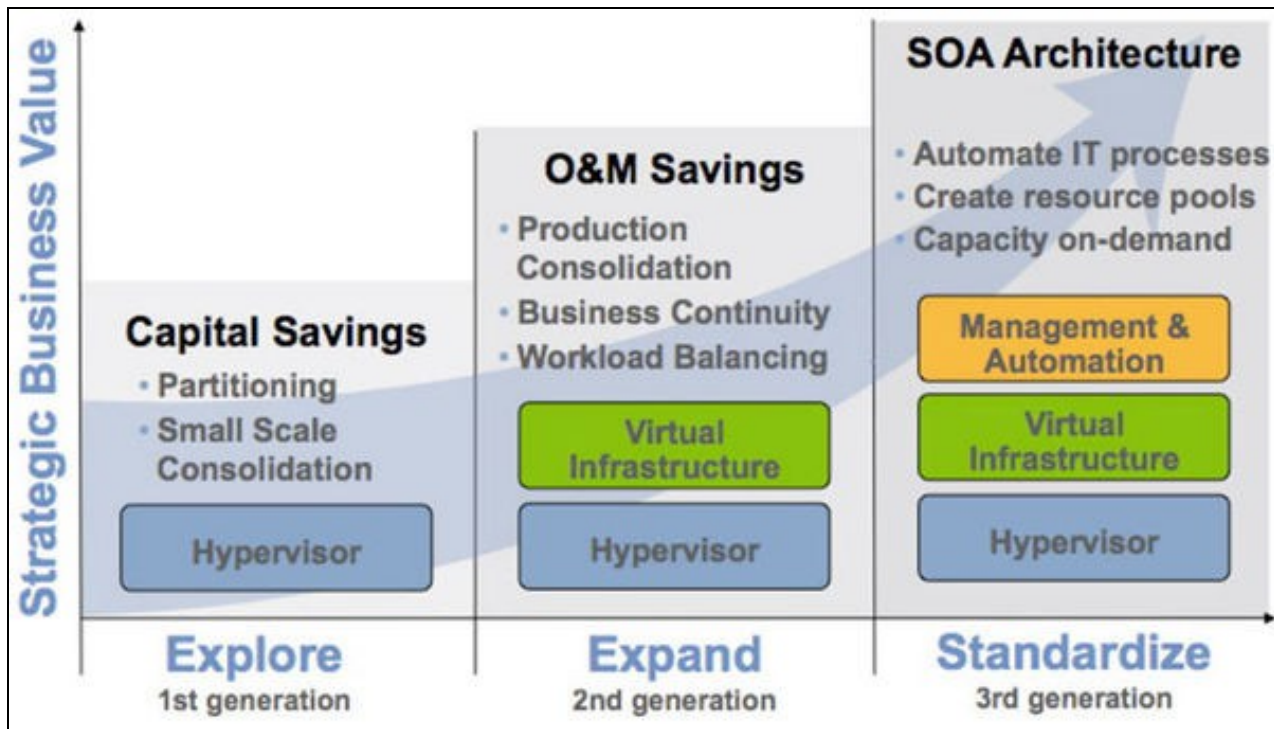 Strategic Business Value
Capital Savings
• Partitioning
• Small Scale
Consolidation
Hypervisor
Explore
1st generation
O&M Savings
• Production
Consolidation
• Business Continuity
• Workload Balancing
Virtual
Infrastructure
Hypervisor
Expand
2nd generation
SOA Architecture
• Automate IT processes
• Create resource pools
• Capacity on-demand
Management &
Automation
Virtual
Infrastructure
Hypervisor
Standardize
3rd generation